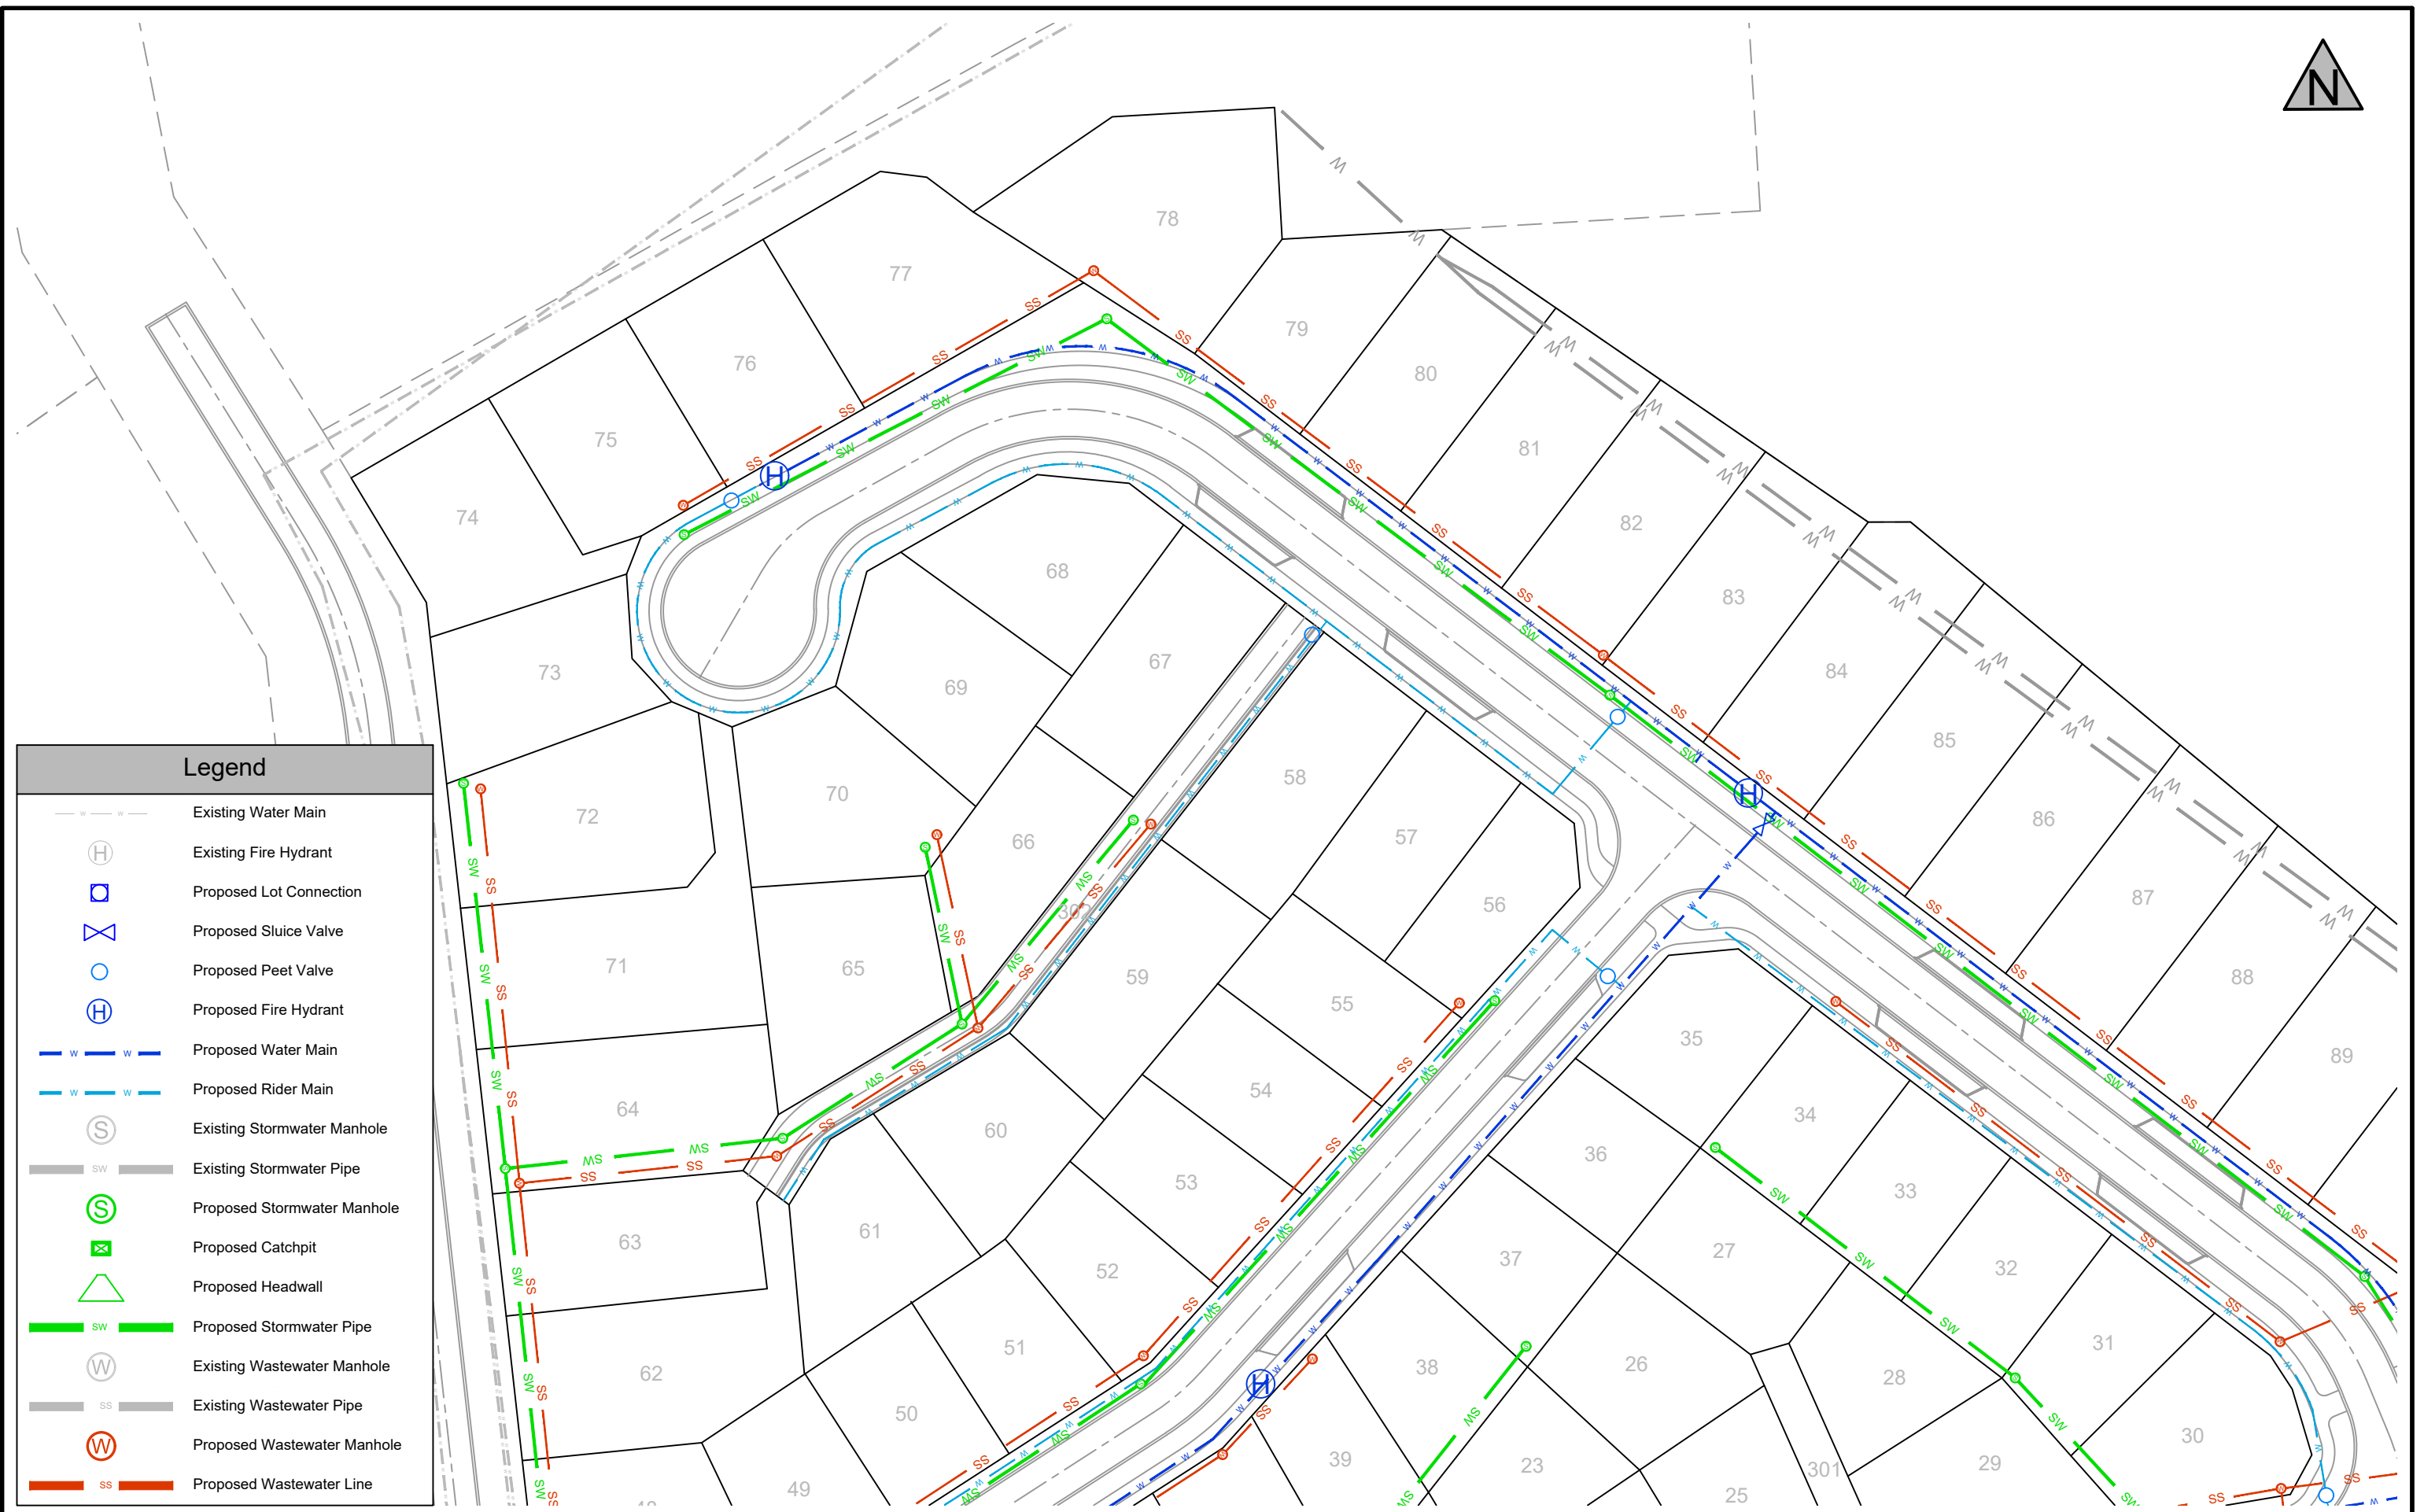 N
78
77
79
76
80
75
81
74
82
68
83
67
73
84
69
85
58
70
72
86
66
57
87
56
302
71
65
59
88
55
35
89
54
64
34
60
36
53
33
61
63
37
27
32
52
51
31
62
38
26
28
50
30
39
23
29
301
49
25
Legend
Existing Water Main
Existing Fire Hydrant
Proposed Lot Connection
Proposed Sluice Valve
Proposed Peet Valve
Proposed Fire Hydrant
Proposed Water Main
Proposed Rider Main
Existing Stormwater Manhole
Existing Stormwater Pipe
Proposed Stormwater Manhole
Proposed Catchpit
Proposed Headwall
Proposed Stormwater Pipe
Existing Wastewater Manhole
Existing Wastewater Pipe
Proposed Wastewater Manhole
Proposed Wastewater Line